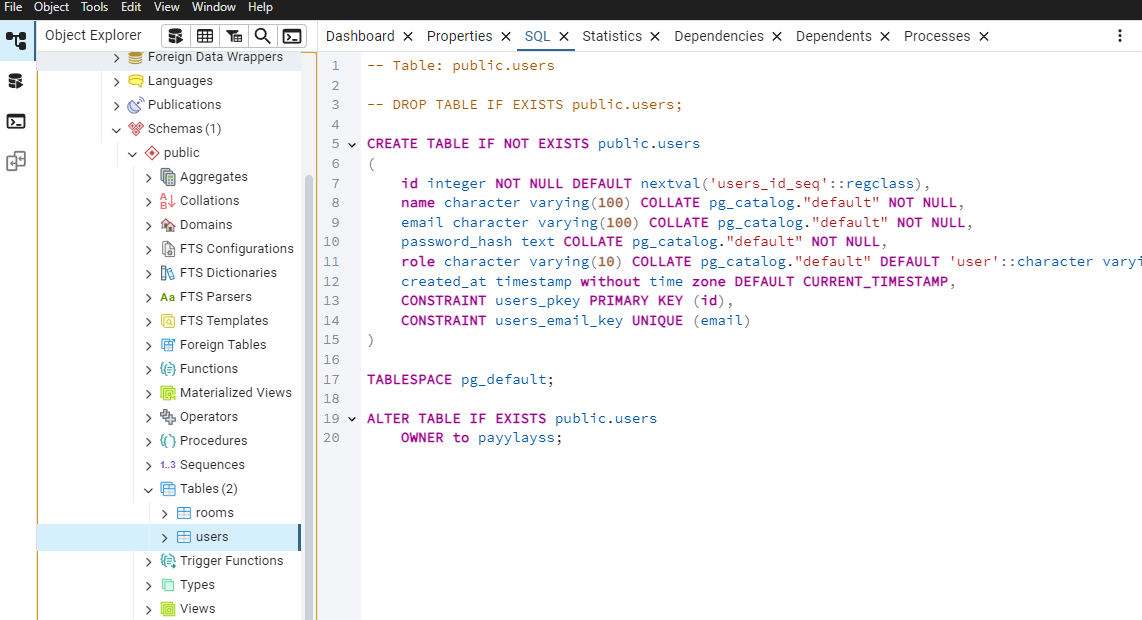 File Object Tools Edit View Window Help
Object Explorer
Dashboard Properties SQL Statistics Dependencies Dependents Processes
Foreign Data Wrappers
Languages
Publications
Schemas (1)
public
Aggregates
Collations
Domains
FTS Configurations
FTS Dictionaries
Aa FTS Parsers
FTS Templates
Foreign Tables
Functions
Materialized Views
Operators
Procedures
1..3 Sequences
Tables (2)
rooms
users
Trigger Functions
Types
Views
1 -- Table: public.users
2
3 -- DROP TABLE IF EXISTS public.users;
4
5 CREATE TABLE IF NOT EXISTS public.users
6 (
7 id integer NOT NULL DEFAULT nextval('users_id_seq'::regclass),
8 name character varying(100) COLLATE pg_catalog."default" NOT NULL,
9 email character varying(100) COLLATE pg_catalog."default" NOT NULL,
10 password_hash text COLLATE pg_catalog."default" NOT NULL,
11 role character varying(10) COLLATE pg_catalog."default" DEFAULT 'user'::character varyi
12 created_at timestamp without time zone DEFAULT CURRENT_TIMESTAMP,
13 CONSTRAINT users_pkey PRIMARY KEY (id),
14 CONSTRAINT users_email_key UNIQUE (email)
15 )
16
17 TABLESPACE pg_default;
18
19 ALTER TABLE IF EXISTS public.users
20 OWNER to payylayss;